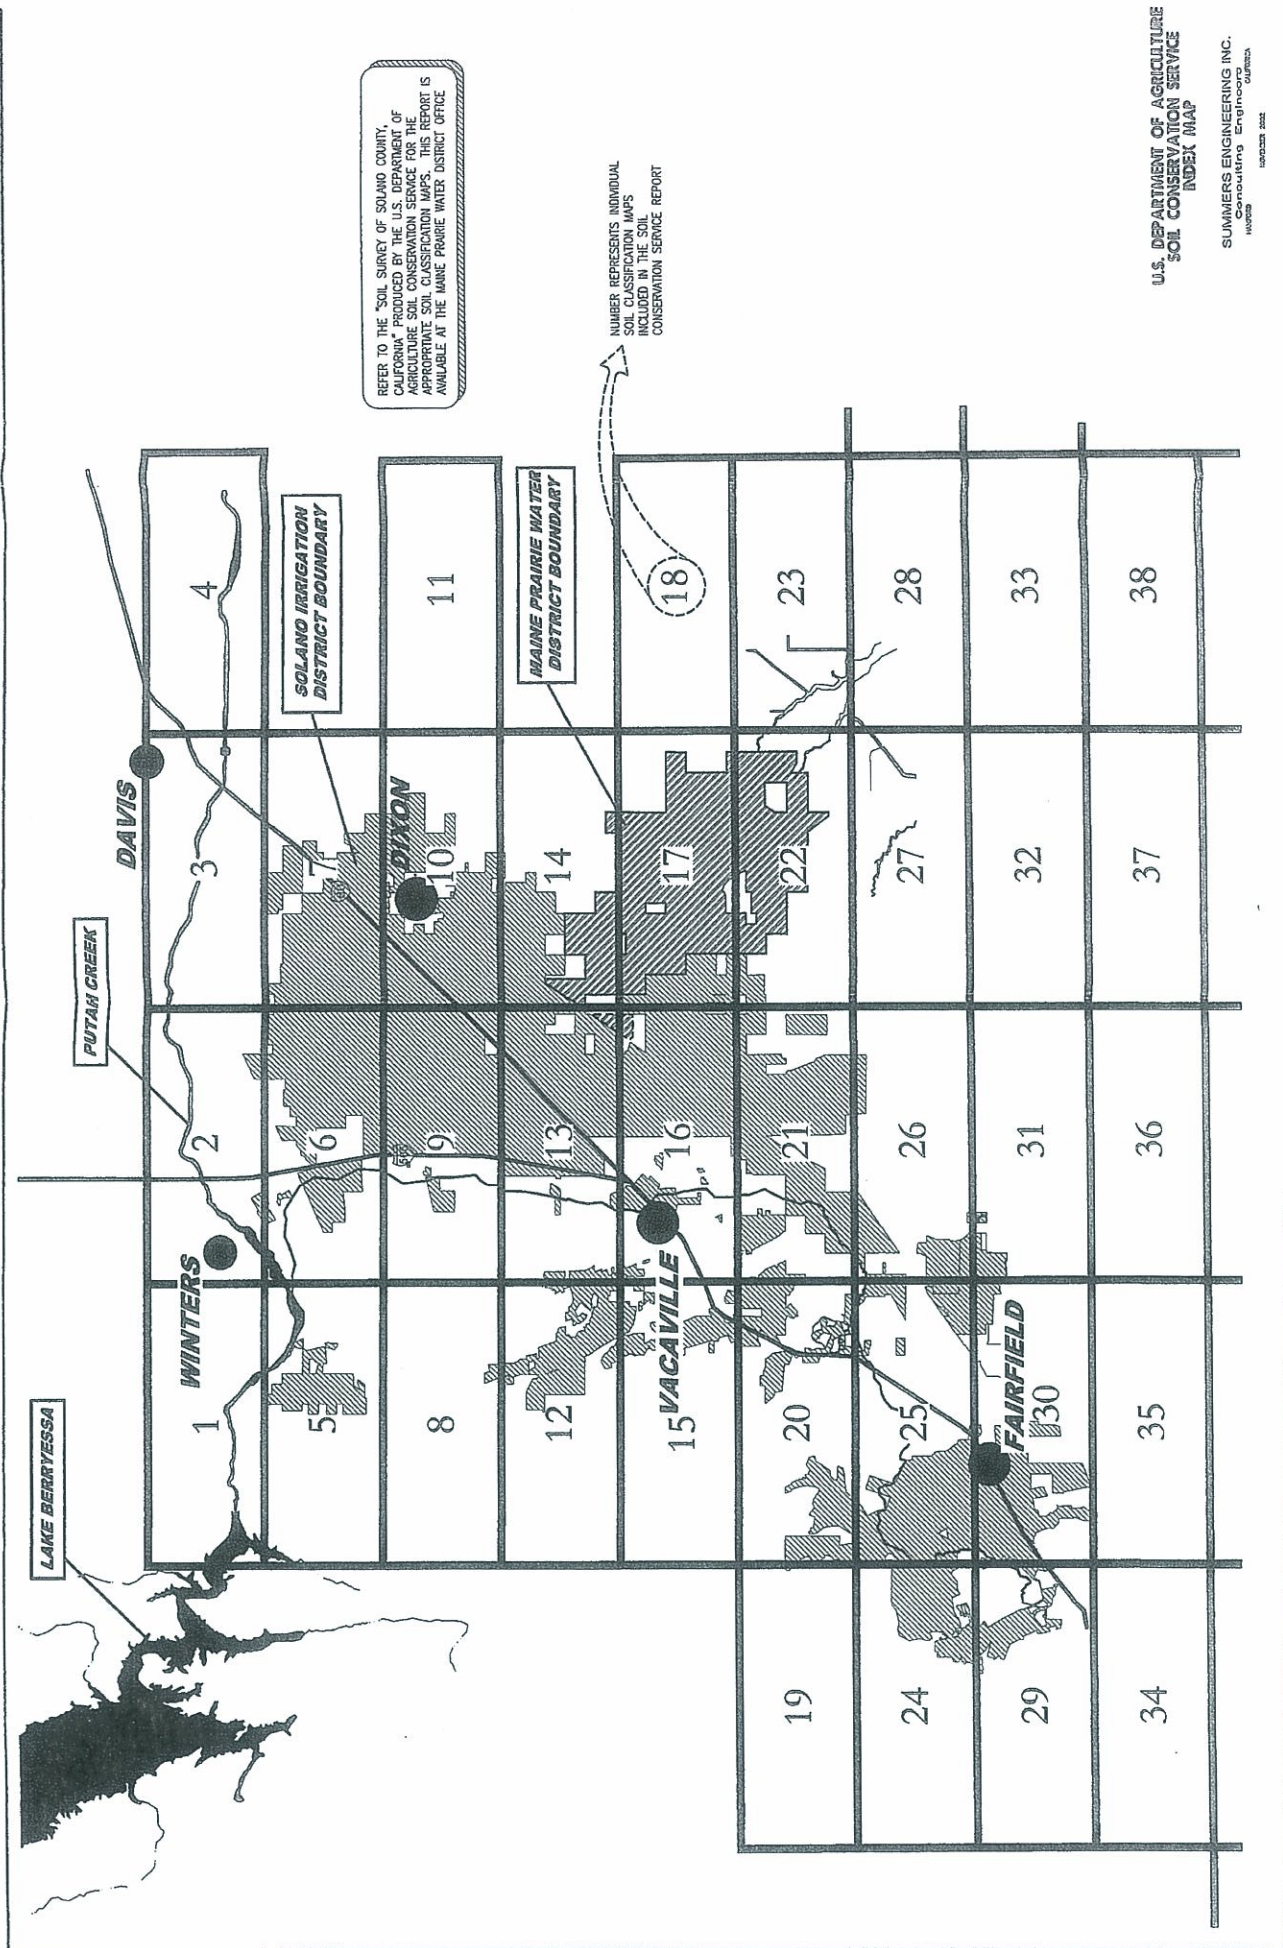 LAKE BERRYESSA
PUTAH CREEK
WINTERS
DAVIS
SOLANO IRRIGATION
DISTRICT BOUNDARY
DIXON
MAINE PRAIRIE WATER
DISTRICT BOUNDARY
VACAVILLE
FAIRFIELD
1
2
3
4
5
6
7
8
9
10
11
12
13
14
15
16
17
18
19
20
21
22
23
24
25
26
27
28
29
30
31
32
33
34
35
36
37
38
REFER TO THE "SOIL SURVEY OF SOLANO COUNTY,
CALIFORNIA" PRODUCED BY THE U.S. DEPARTMENT OF
AGRICULTURE SOIL CONSERVATION SERVICE FOR THE
APPROPRTIATE SOIL CLASSIFICATION MAPS. THIS REPORT IS
AVAILABLE AT THE MAINE PRAIRIE WATER DISTRICT OFFICE
NUMBER REPRESENTS INDIVIDUAL
SOIL CLASSIFICATION MAPS
INCLUDED IN THE SOIL
CONSERVATION SERVICE REPORT
U.S. DEPARTMENT OF AGRICULTURE
SOIL CONSERVATION SERVICE
INDEX MAP
SUMMERS ENGINEERING INC.
Consulting Engineers
HANFORD CALIFORNIA
NOVEMBER 2002